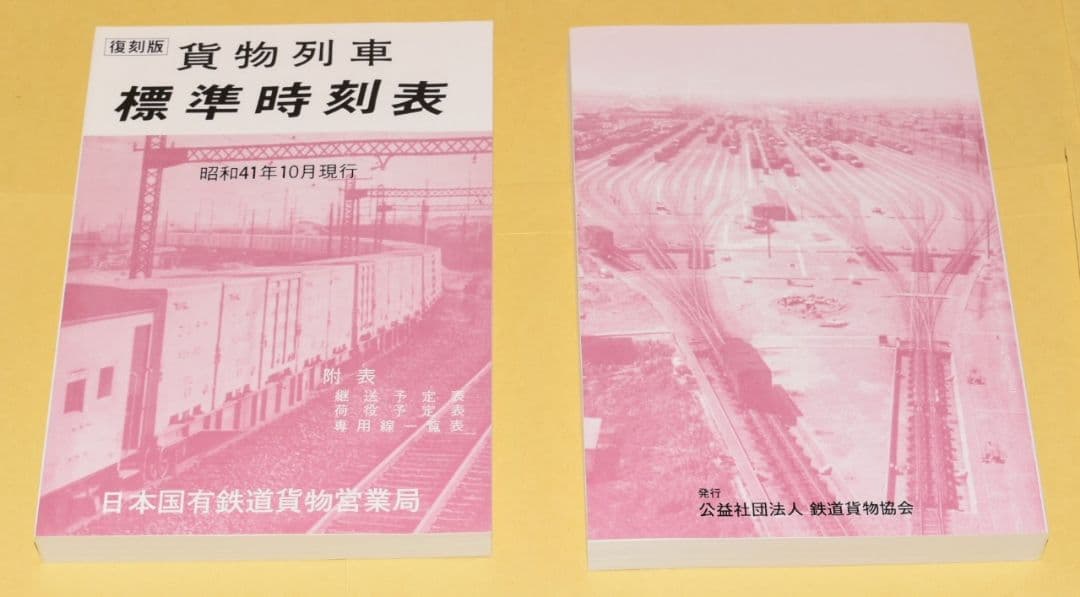 復刻版
貨物列車
標準時刻表
昭和41年10月現行
附表
継送予定表
荷役予定表
専用線一覧表
日本国有鉄道貨物営業局
発行
公益社団法人 鉄道貨物協会